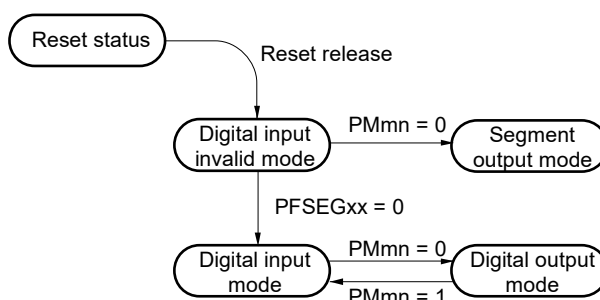 Reset status
Reset release
Digital input
invalid mode
PMmn = 0
Segment
output mode
PFSEGxx = 0
Digital input
mode
PMmn = 0
PMmn = 1
Digital output
mode